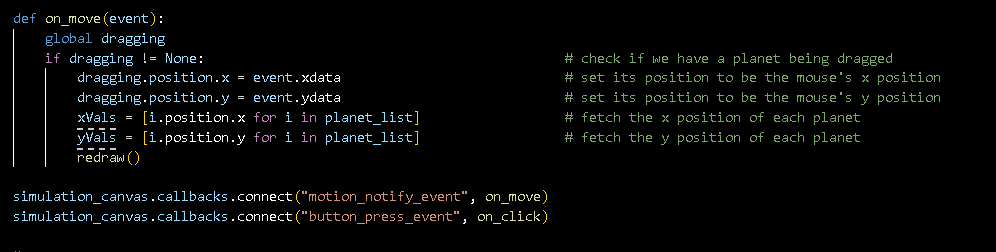 def on_move(event):
    global dragging
    if dragging != None:                                             # check if we have a planet being dragged
        dragging.position.x = event.xdata                            # set its position to be the mouse's x position
        dragging.position.y = event.ydata                            # set its position to be the mouse's y position
        xVals = [i.position.x for i in planet_list]                  # fetch the x position of each planet
        yVals = [i.position.y for i in planet_list]                  # fetch the y position of each planet
        redraw()
simulation_canvas.callbacks.connect("motion_notify_event", on_move)
simulation_canvas.callbacks.connect("button_press_event", on_click)